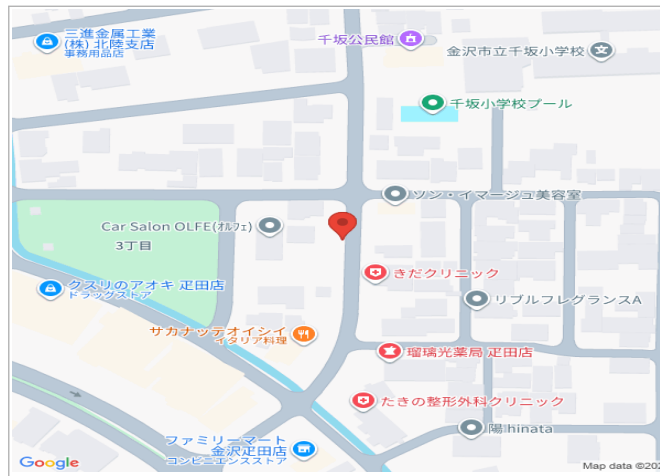 三進金属工業
(株) 北陸支店
事務用品店
千坂公民館
金沢市立千坂小学校
千坂小学校プール
ソン・イマージュ美容室
Car Salon OLFE(オルフェ)
3丁目
きだクリニック
クスリのアオキ 疋田店
ドラッグストア
リブルフレグランスA
サカナッテオイシイ
イタリア料理
瑠璃光薬局 疋田店
たきの整形外科クリニック
陽 hinata
ファミリーマート
金沢疋田店
コンビニエンスストア
Google
Map data ©202